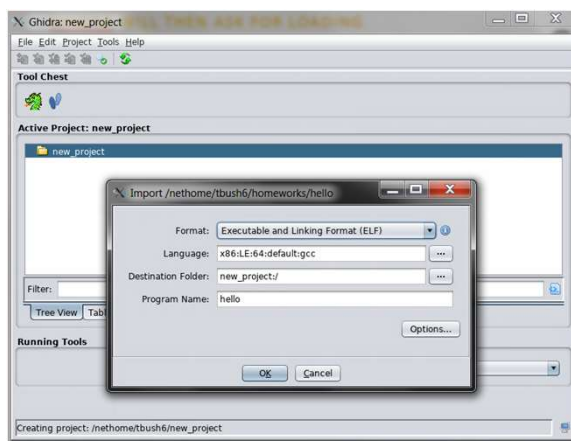 Ghidra: new_project
File Edit Project Tools Help
Tool Chest
Active Project: new_project
new_project
Import /nethome/tbush6/homeworks/hello
Format: Executable and Linking Format (ELF)
Language: x86:LE:64:default:gcc
Destination Folder: new_project:/
Program Name: hello
Options...
OK Cancel
Filter:
Tree View Tabl
Running Tools
Creating project: /nethome/tbush6/new_project